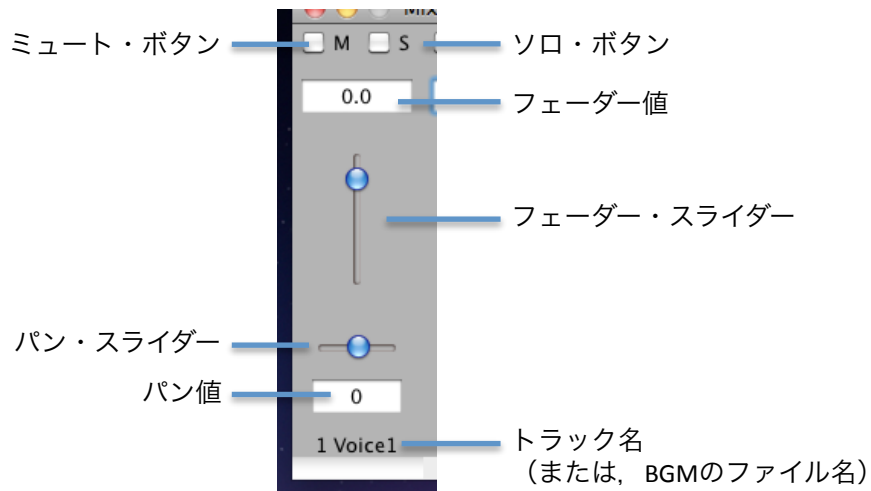 ミュート・ボタン
M S
ソロ・ボタン
0.0
フェーダー値
フェーダー・スライダー
パン・スライダー
パン値
0
1 Voice1
トラック名
（または，BGMのファイル名）